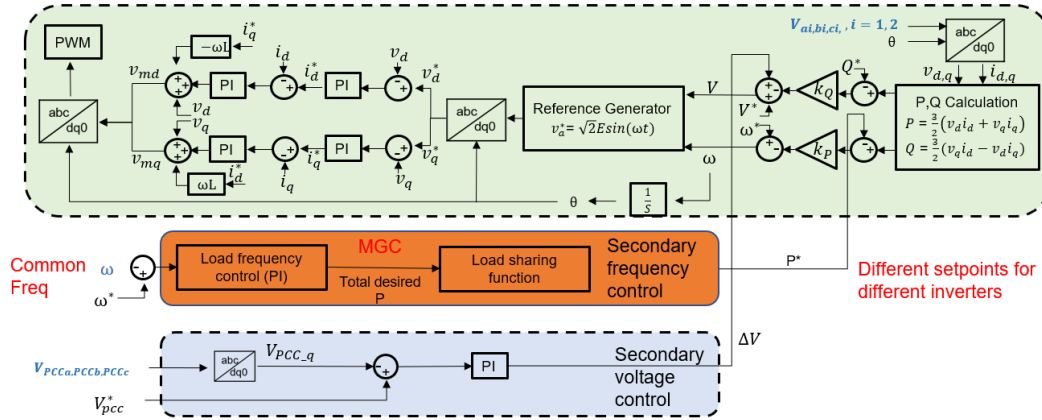 PWM
abc
dq0
v_md
v_mq
-ωL
i_q^*
PI
i_d
i_d^*
PI
v_d
v_d^*
v_d
v_q
PI
i_q^*
PI
v_q^*
ωL
i_d^*
i_q
v_q
abc
dq0
Reference Generator
v_a^* = √2Esin(ωt)
V
V^*
ω^*
ω
θ
1
S
k_Q
Q^*
k_P
V_ai,bi,ci, , i = 1,2
θ
abc
dq0
v_d,q
i_d,q
P,Q Calculation
P = 3/2 (v_d i_d + v_q i_q)
Q = 3/2 (v_q i_d − v_d i_q)
Common
Freq
ω
ω*
Load frequency
control (PI)
MGC
Total desired
P
Load sharing
function
Secondary
frequency
control
P*
Different setpoints for
different inverters
V_PCCa,PCCb,PCCc
abc
dq0
V_PCC_q
V_pcc^*
PI
Secondary
voltage
control
ΔV